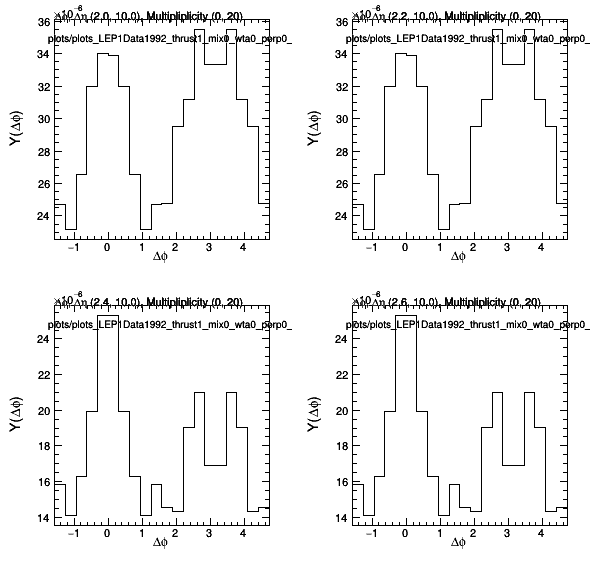 ×10⁻⁶ Δη (2.0, 10.0), Multipliplicity (0, 20)
plots/plots_LEP1Data1992_thrust1_mix0_wta0_perp0_
Y(Δϕ)
36
34
32
30
28
26
24
−1 0 1 2 3 4
Δϕ
×10⁻⁶ Δη (2.2, 10.0), Multipliplicity (0, 20)
plots/plots_LEP1Data1992_thrust1_mix0_wta0_perp0_
Y(Δϕ)
36
34
32
30
28
26
24
−1 0 1 2 3 4
Δϕ
×10⁻⁶ Δη (2.4, 10.0), Multipliplicity (0, 20)
plots/plots_LEP1Data1992_thrust1_mix0_wta0_perp0_
Y(Δϕ)
24
22
20
18
16
14
−1 0 1 2 3 4
Δϕ
×10⁻⁶ Δη (2.6, 10.0), Multipliplicity (0, 20)
plots/plots_LEP1Data1992_thrust1_mix0_wta0_perp0_
Y(Δϕ)
24
22
20
18
16
14
−1 0 1 2 3 4
Δϕ